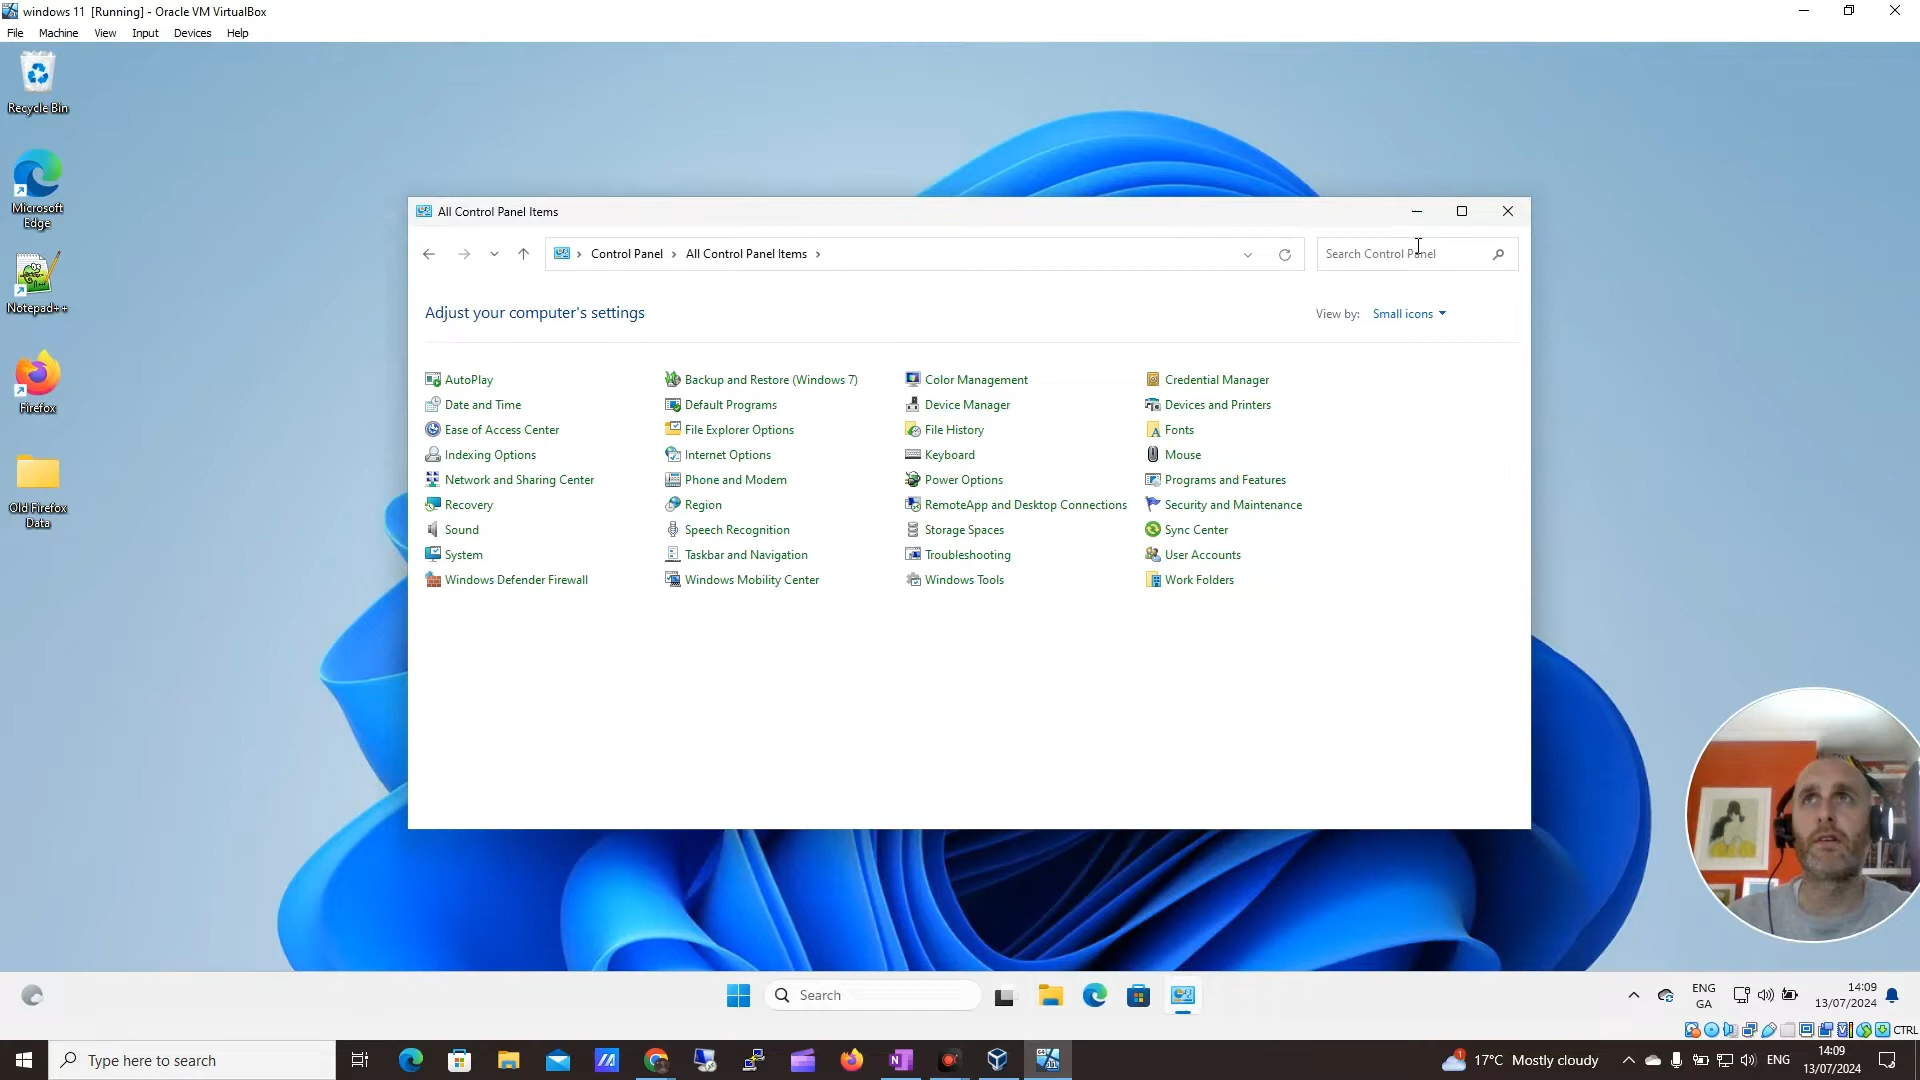 windows 11 [Running] - Oracle VM VirtualBox
File Machine View Input Devices Help
Recycle Bin
Microsoft
Edge
Notepad++
Firefox
Old Firefox
Data
All Control Panel Items
Control Panel > All Control Panel Items >
Search Control Panel
Adjust your computer's settings
View by: Small icons
AutoPlay
Backup and Restore (Windows 7)
Color Management
Credential Manager
Date and Time
Default Programs
Device Manager
Devices and Printers
Ease of Access Center
File Explorer Options
File History
Fonts
Indexing Options
Internet Options
Keyboard
Mouse
Network and Sharing Center
Phone and Modem
Power Options
Programs and Features
Recovery
Region
RemoteApp and Desktop Connections
Security and Maintenance
Sound
Speech Recognition
Storage Spaces
Sync Center
System
Taskbar and Navigation
Troubleshooting
User Accounts
Windows Defender Firewall
Windows Mobility Center
Windows Tools
Work Folders
Search
ENG
GA
14:09
13/07/2024
CTRL
Type here to search
1
17°C Mostly cloudy
ENG
14:09
13/07/2024